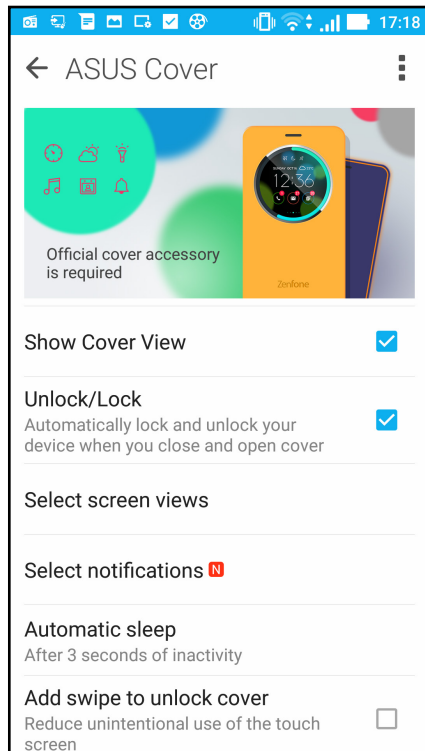 17:18
ASUS Cover
12:36
Official cover accessory
is required
Zenfone
Show Cover View
Unlock/Lock
Automatically lock and unlock your
device when you close and open cover
Select screen views
Select notifications N
Automatic sleep
After 3 seconds of inactivity
Add swipe to unlock cover
Reduce unintentional use of the touch
screen